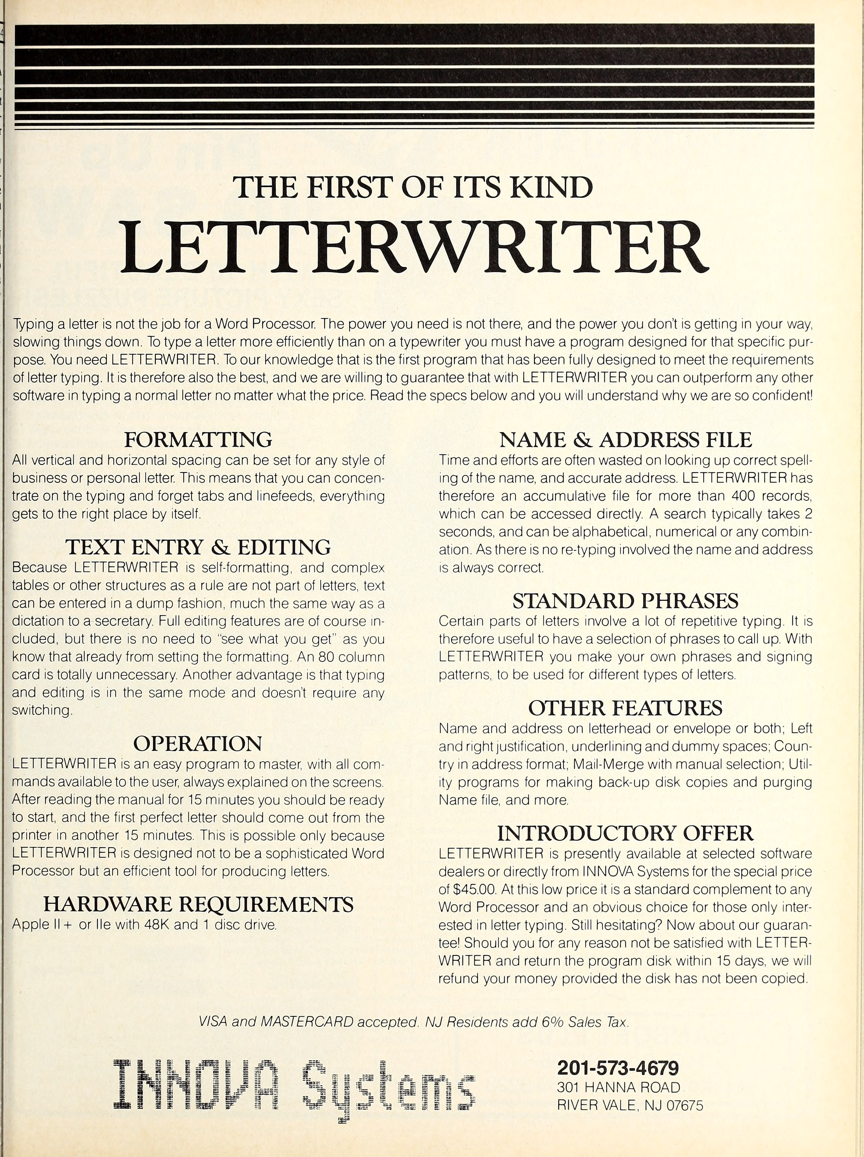 THE FIRST OF ITS KIND
LETTERWRITER
Typing a letter is not the job for a Word Processor. The power you need is not there, and the power you don't is getting in your way,
slowing things down. To type a letter more efficiently than on a typewriter you must have a program designed for that specific pur-
pose. You need LETTERWRITER. To our knowledge that is the first program that has been fully designed to meet the requirements
of letter typing. It is therefore also the best, and we are willing to guarantee that with LETTERWRITER you can outperform any other
software in typing a normal letter no matter what the price. Read the specs below and you will understand why we are so confident!
FORMATTING
All vertical and horizontal spacing can be set for any style of
business or personal letter. This means that you can concen-
trate on the typing and forget tabs and linefeeds, everything
gets to the right place by itself.
TEXT ENTRY & EDITING
Because LETTERWRITER is self-formatting, and complex
tables or other structures as a rule are not part of letters, text
can be entered in a dump fashion, much the same way as a
dictation to a secretary. Full editing features are of course in-
cluded, but there is no need to "see what you get" as you
know that already from setting the formatting. An 80 column
card is totally unnecessary. Another advantage is that typing
and editing is in the same mode and doesn't require any
switching.
OPERATION
LETTERWRITER is an easy program to master, with all com-
mands available to the user, always explained on the screens.
After reading the manual for 15 minutes you should be ready
to start, and the first perfect letter should come out from the
printer in another 15 minutes. This is possible only because
LETTERWRITER is designed not to be a sophisticated Word
Processor but an efficient tool for producing letters.
HARDWARE REQUIREMENTS
Apple II+ or IIe with 48K and 1 disc drive.
NAME & ADDRESS FILE
Time and efforts are often wasted on looking up correct spell-
ing of the name, and accurate address. LETTERWRITER has
therefore an accumulative file for more than 400 records,
which can be accessed directly. A search typically takes 2
seconds, and can be alphabetical, numerical or any combin-
ation. As there is no re-typing involved the name and address
is always correct.
STANDARD PHRASES
Certain parts of letters involve a lot of repetitive typing. It is
therefore useful to have a selection of phrases to call up. With
LETTERWRITER you make your own phrases and signing
patterns, to be used for different types of letters.
OTHER FEATURES
Name and address on letterhead or envelope or both; Left
and right justification, underlining and dummy spaces; Coun-
try in address format; Mail-Merge with manual selection; Util-
ity programs for making back-up disk copies and purging
Name file, and more.
INTRODUCTORY OFFER
LETTERWRITER is presently available at selected software
dealers or directly from INNOVA Systems for the special price
of $45.00. At this low price it is a standard complement to any
Word Processor and an obvious choice for those only inter-
ested in letter typing. Still hesitating? Now about our guaran-
tee! Should you for any reason not be satisfied with LETTER-
WRITER and return the program disk within 15 days, we will
refund your money provided the disk has not been copied.
VISA and MASTERCARD accepted. NJ Residents add 6% Sales Tax.
INNOVA Systems
201-573-4679
301 HANNA ROAD
RIVER VALE, NJ 07675